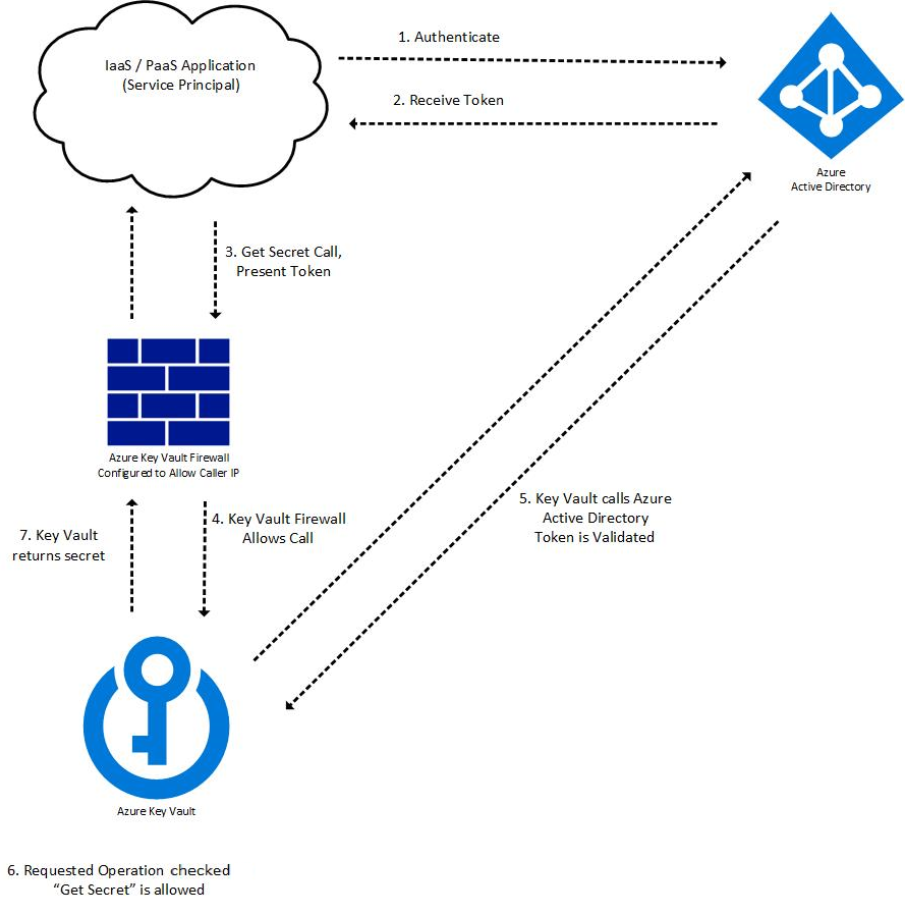 IaaS / PaaS Application
(Service Principal)
1. Authenticate
2. Receive Token
Azure
Active Directory
3. Get Secret Call,
Present Token
Azure Key Vault Firewall
Configured to Allow Caller IP
4. Key Vault Firewall
Allows Call
5. Key Vault calls Azure
Active Directory
Token is Validated
7. Key Vault
returns secret
Azure Key Vault
6. Requested Operation checked
“Get Secret” is allowed